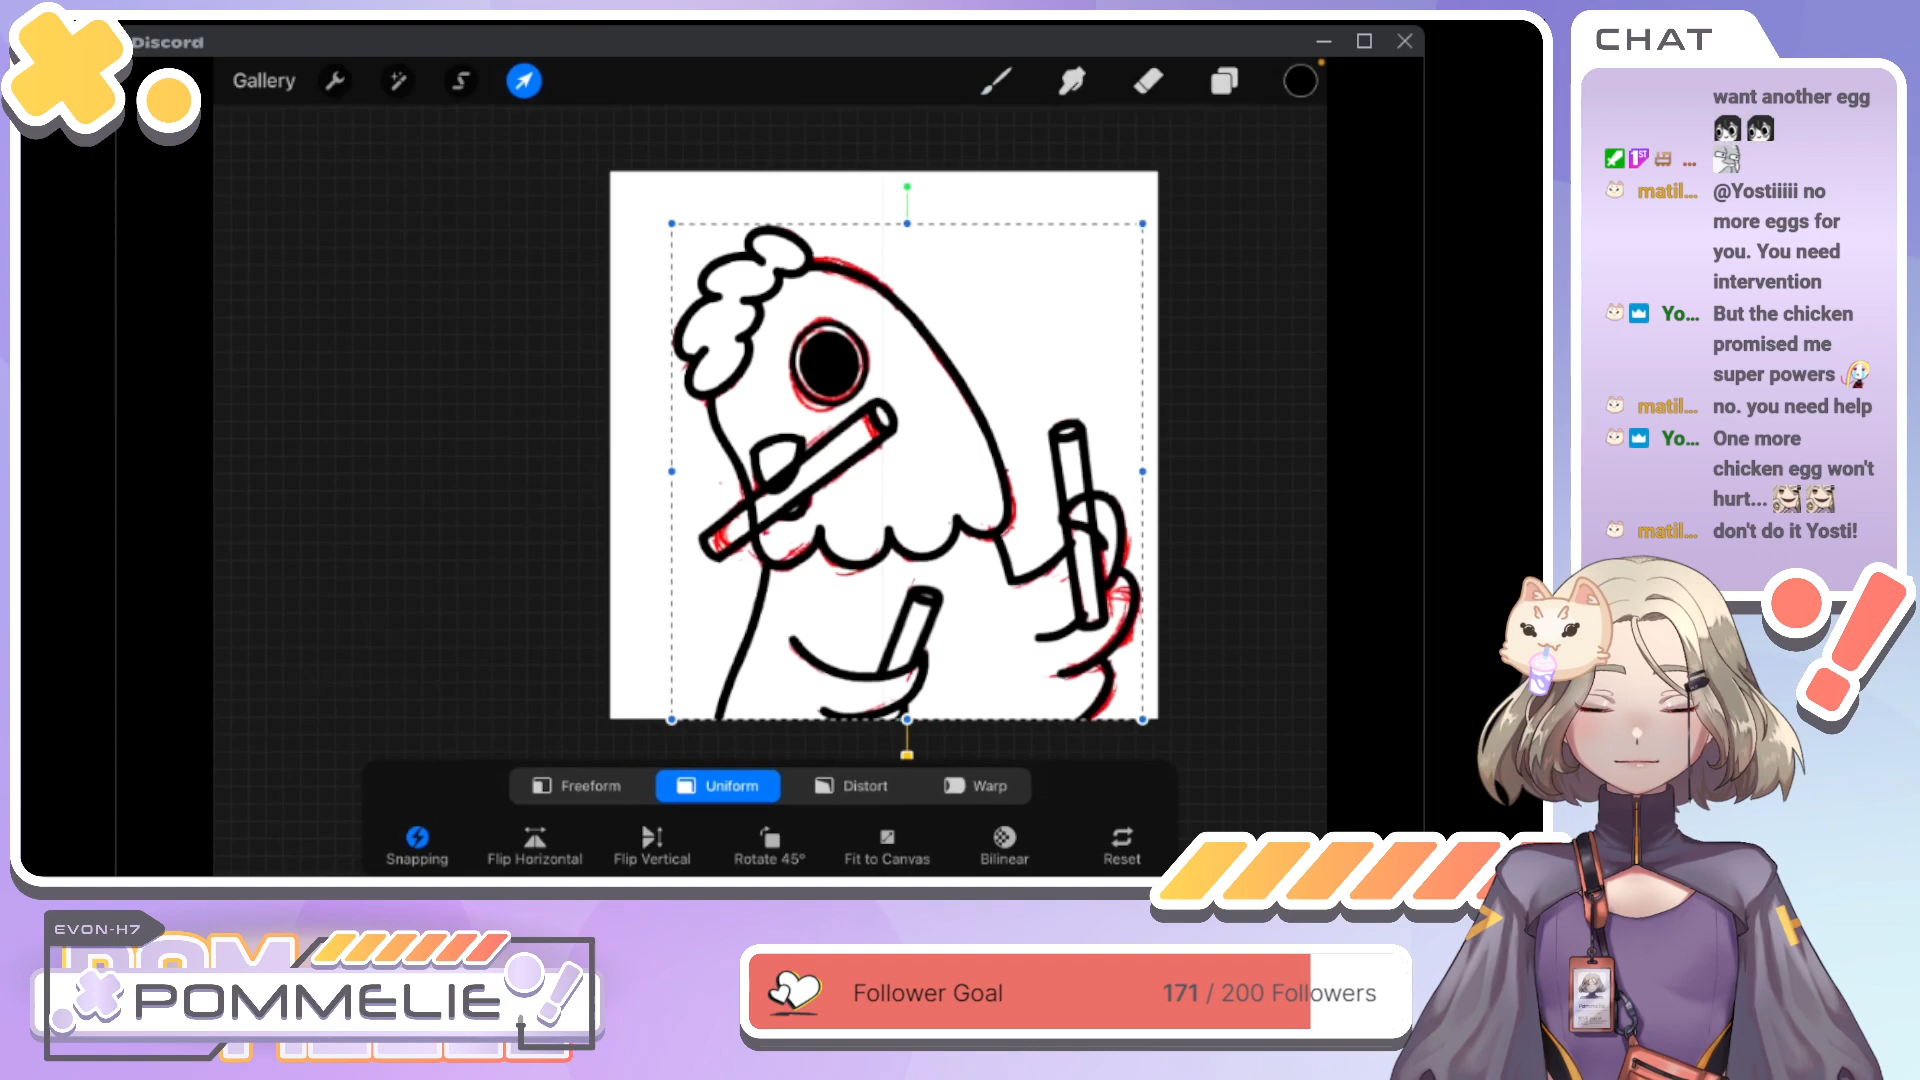 Discord
Gallery
Freeform
Uniform
Distort
Warp
Snapping
Flip Horizontal
Flip Vertical
Rotate 45°
Fit to Canvas
Bilinear
Reset
CHAT
want another egg
1ST ...
matil... @Yostiiiii no
more eggs for
you. You need
intervention
Yo... But the chicken
promised me
super powers
matil... no. you need help
Yo... One more
chicken egg won't
hurt...
matil... don't do it Yosti!
EVON-H7
POMMELIE
Follower Goal
171 / 200 Followers